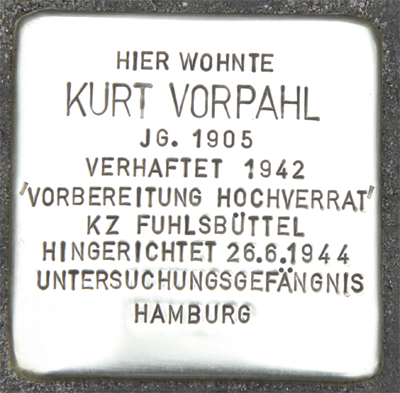 HIER WOHNTE
KURT VORPAHL
JG. 1905
VERHAFTET 1942
'VORBEREITUNG HOCHVERRAT'
KZ FUHLSBÜTTEL
HINGERICHTET 26.6.1944
UNTERSUCHUNGSGEFÄNGNIS
HAMBURG